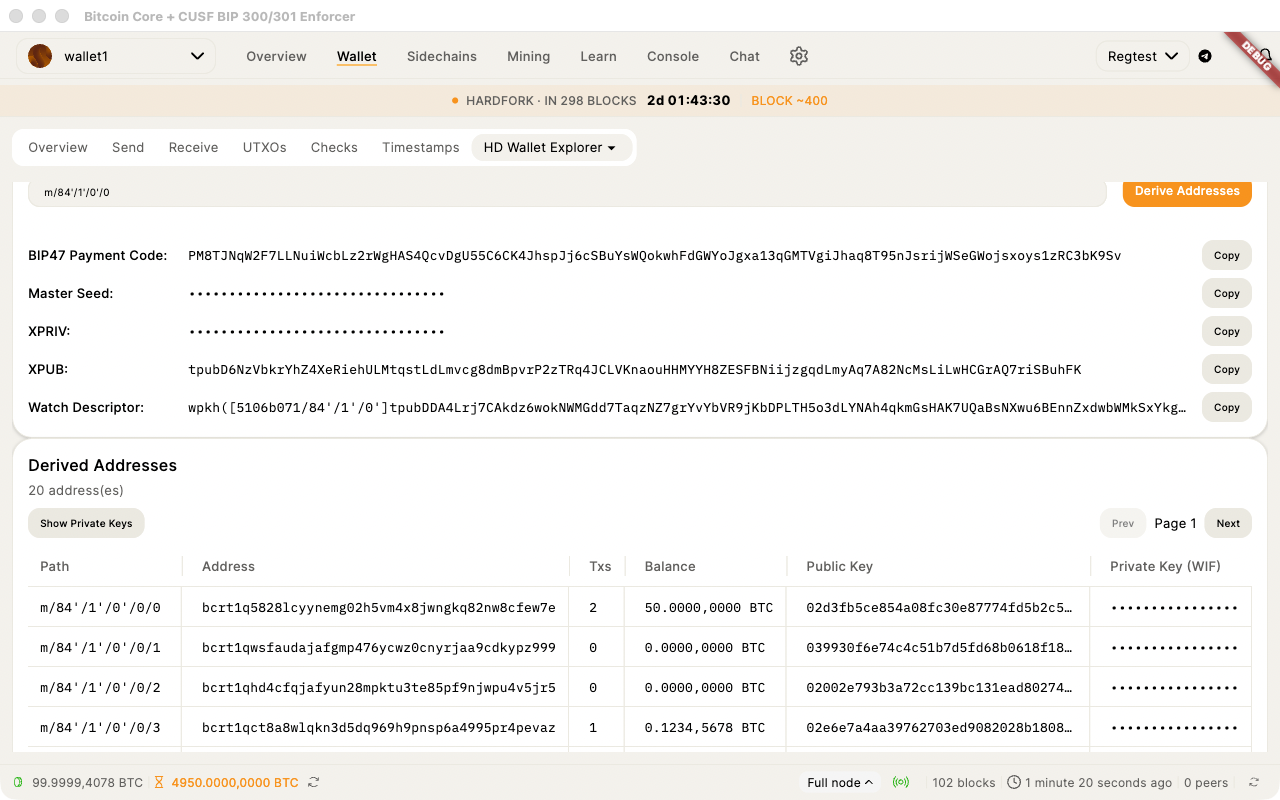 Bitcoin Core + CUSF BIP 300/301 Enforcer
wallet1
Overview
Wallet
Sidechains
Mining
Learn
Console
Chat
Regtest
DEBUG
HARDFORK · IN 298 BLOCKS 2d 01:43:30 BLOCK ~400
Overview
Send
Receive
UTXOs
Checks
Timestamps
HD Wallet Explorer
m/84'/1'/0'/0
Derive Addresses
BIP47 Payment Code: PM8TJNqW2F7LLNuiWcbLz2rWgHAS4QcvDgU55C6CK4JhspJj6cSBuYsWQokwhFdGWYoJgxa13qGMTVgiJhaq8T95nJsrijWSeGWojsxoys1zRC3bK9Sv Copy
Master Seed: •••••••••••••••••••••••••••••••• Copy
XPRIV: •••••••••••••••••••••••••••••••• Copy
XPUB: tpubD6NzVbkrYhZ4XeRiehULMtqstLdLmvcg8dmBpvrP2zTRq4JCLVKnaouHHMYYH8ZESFBNiijzgqdLmyAq7A82NcMsLiLwHCGrAQ7riSBuhFK Copy
Watch Descriptor: wpkh([5106b071/84'/1'/0']tpubDDA4Lrj7CAkdz6wokNWMGdd7TaqzNZ7grYvYbVR9jKbDPLTH5o3dLYNAh4qkmGsHAK7UQaBsNXwu6BEnnZxdwbWMkSxYkg… Copy
Derived Addresses
20 address(es)
Show Private Keys
Prev
Page 1
Next
Path Address Txs Balance Public Key Private Key (WIF)
m/84'/1'/0'/0/0 bcrt1q5828lcyynemg02h5vm4x8jwngkq82nw8cfew7e 2 50.0000,0000 BTC 02d3fb5ce854a08fc30e87774fd5b2c5… ••••••••••••••••
m/84'/1'/0'/0/1 bcrt1qwsfaudajafgmp476ycwz0cnyrjaa9cdkypz999 0 0.0000,0000 BTC 039930f6e74c4c51b7d5fd68b0618f18… ••••••••••••••••
m/84'/1'/0'/0/2 bcrt1qhd4cfqjafyun28mpktu3te85pf9njwpu4v5jr5 0 0.0000,0000 BTC 02002e793b3a72cc139bc131ead80274… ••••••••••••••••
m/84'/1'/0'/0/3 bcrt1qct8a8wlqkn3d5dq969h9pnsp6a4995pr4pevaz 1 0.1234,5678 BTC 02e6e7a4aa39762703ed9082028b1808… ••••••••••••••••
99.9999,4078 BTC
4950.0000,0000 BTC
Full node
102 blocks
1 minute 20 seconds ago
0 peers